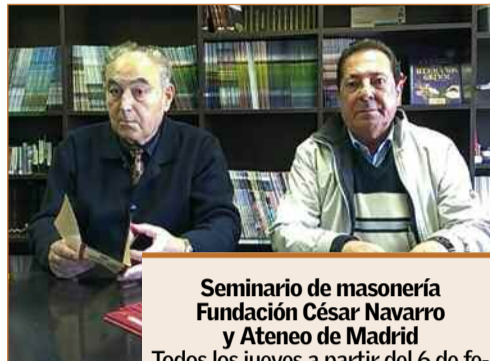 Seminario de masonería
Fundación César Navarro
y Ateneo de Madrid
Todos los jueves a partir del 6 de fe-